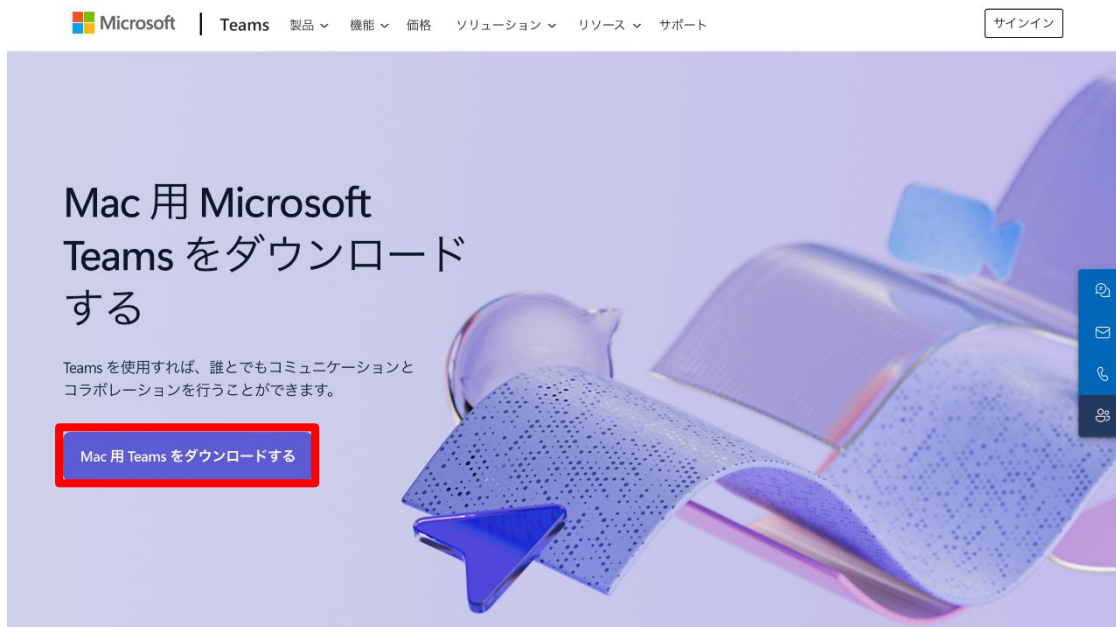 Microsoft Teams 製品 機能 価格 ソリューション リソース サポート サインイン
Mac 用 Microsoft
Teams をダウンロード
する
Teams を使用すれば、誰とでもコミュニケーションと
コラボレーションを行うことができます。
Mac 用 Teams をダウンロードする